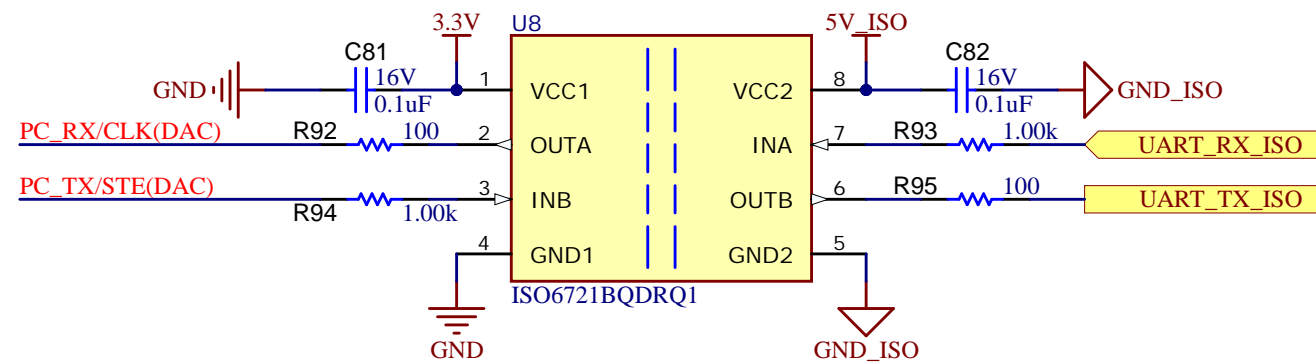 3.3V
U8
5V_ISO
C81
C82
16V
1
VCC1
VCC2
8
16V
GND
0.1uF
0.1uF
GND_ISO
PC_RX/CLK(DAC)
R92
100
2
OUTA
INA
7
R93
1.00k
UART_RX_ISO
PC_TX/STE(DAC)
R94
1.00k
3
INB
OUTB
6
R95
100
UART_TX_ISO
4
GND1
GND2
5
ISO6721BQDRQ1
GND
GND_ISO